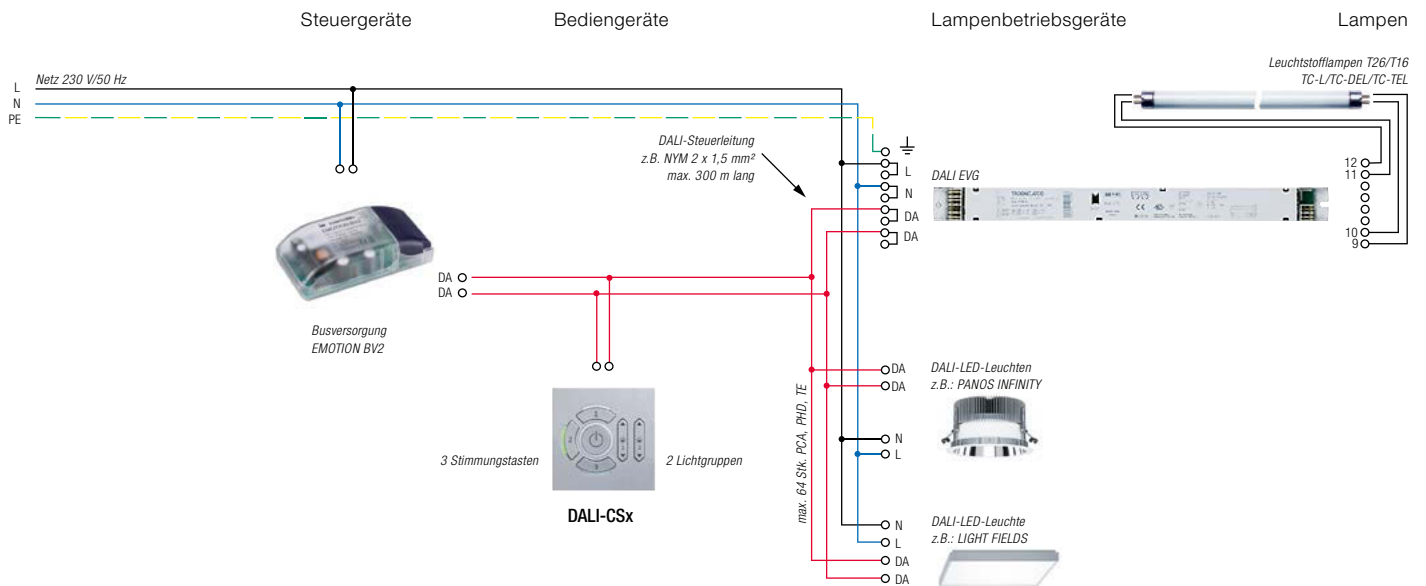 Steuergeräte
Bediengeräte
Lampenbetriebsgeräte
Lampen
Netz 230 V/50 Hz
L
N
PE
Leuchtstofflampen T26/T16
TC-L/TC-DEL/TC-TEL
DALI-Steuerleitung
z.B. NYM 2 x 1,5 mm²
max. 300 m lang
L
N
DA
DA
DALI EVG
12
11
10
9
EMOTION BV2
DA
DA
Busversorgung
EMOTION BV2
max. 64 Stk. PCA, PHD, TE
DA
DA
DALI-LED-Leuchten
z.B.: PANOS INFINITY
N
L
3 Stimmungstasten
2 Lichtgruppen
DALI-CSx
N
L
DA
DA
DALI-LED-Leuchte
z.B.: LIGHT FIELDS